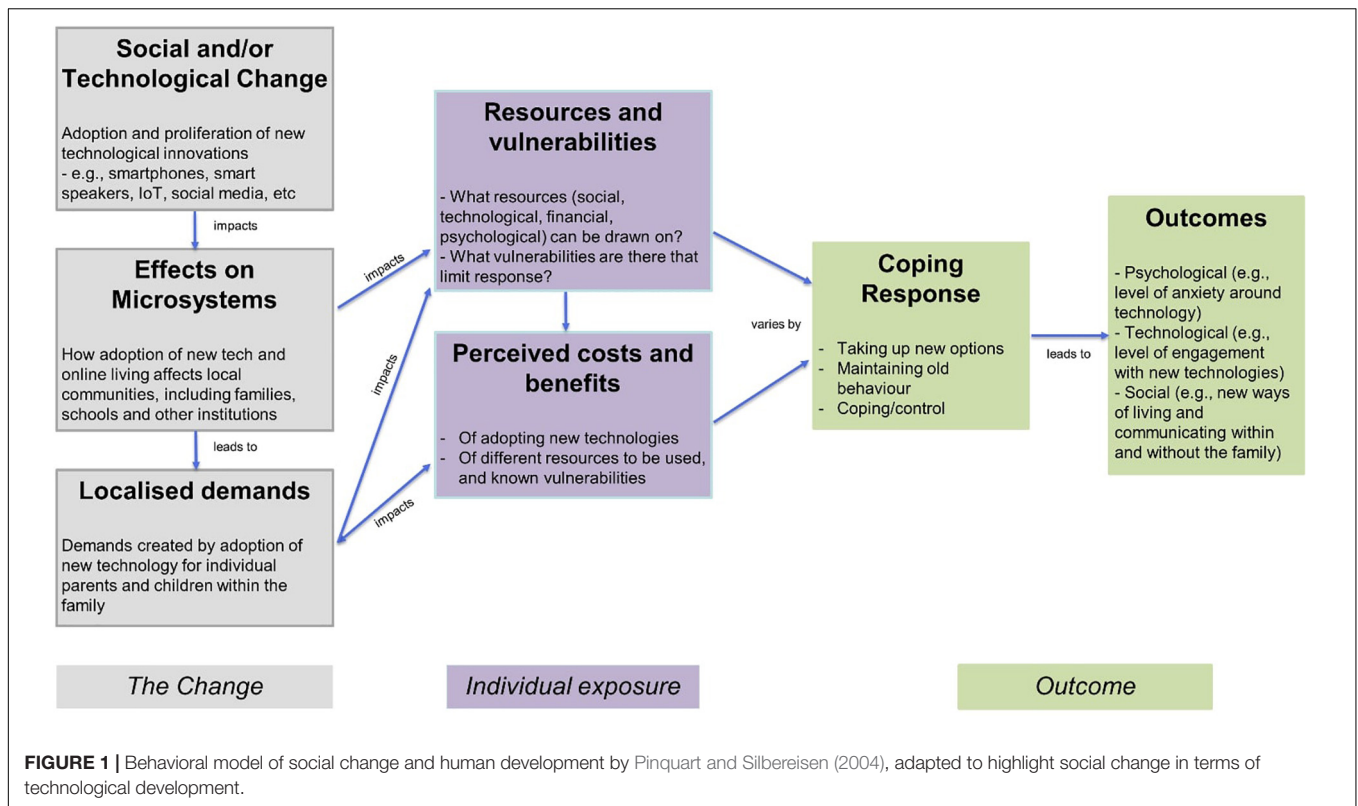 Social and/or
Technological Change
Adoption and proliferation of new
technological innovations
- e.g., smartphones, smart
speakers, IoT, social media, etc
impacts
Effects on
Microsystems
How adoption of new tech and
online living affects local
communities, including families,
schools and other institutions
leads to
Localised demands
Demands created by adoption of
new technology for individual
parents and children within the
family
impacts
impacts
impacts
Resources and
vulnerabilities
- What resources (social,
technological, financial,
psychological) can be drawn on?
- What vulnerabilities are there that
limit response?
Perceived costs and
benefits
- Of adopting new technologies
- Of different resources to be used,
and known vulnerabilities
varies by
Coping
Response
- Taking up new options
- Maintaining old
behaviour
- Coping/control
leads to
Outcomes
- Psychological (e.g.,
level of anxiety around
technology)
- Technological (e.g.,
level of engagement
with new technologies)
- Social (e.g., new ways
of living and
communicating within
and without the family)
The Change
Individual exposure
Outcome
FIGURE 1 | Behavioral model of social change and human development by Pinquart and Silbereisen (2004), adapted to highlight social change in terms of
technological development.